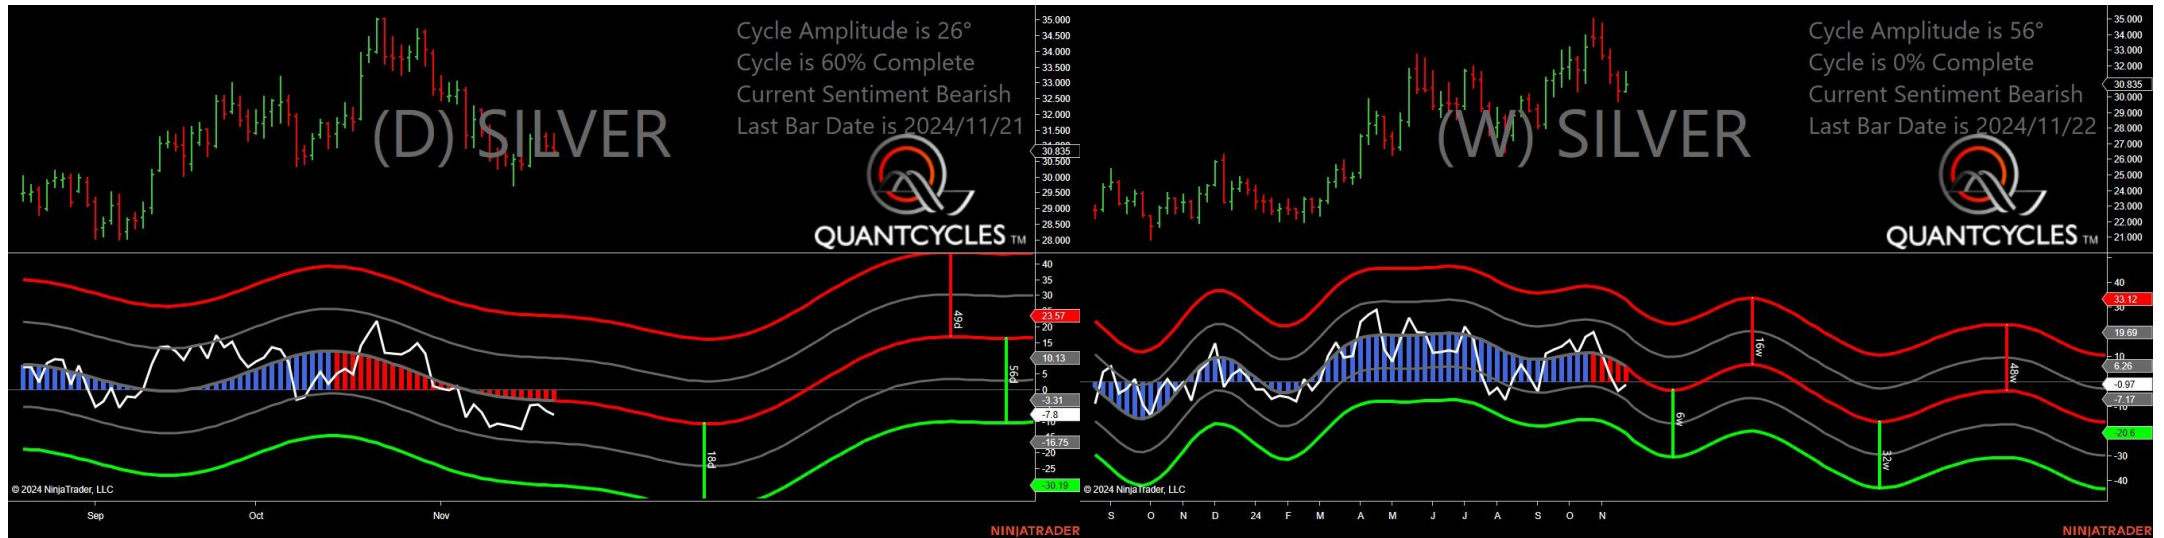 Cycle Amplitude is 26°
Cycle is 60% Complete
Current Sentiment Bearish
Last Bar Date is 2024/11/21
(D) SILVER
QUANTCYCLES TM
35.000
34.500
34.000
33.500
33.000
32.500
32.000
31.500
30.835
30.500
30.000
29.500
29.000
28.500
28.000
40
35
30
23.57
20
15
10.13
5
0
-3.31
-7.8
-10
-16.75
-20
-25
-30.19
49d
56d
18d
© 2024 NinjaTrader, LLC
Sep Oct Nov
NINJATRADER
Cycle Amplitude is 56°
Cycle is 0% Complete
Current Sentiment Bearish
Last Bar Date is 2024/11/22
(W) SILVER
QUANTCYCLES TM
35.000
34.000
33.000
32.000
30.835
30.000
29.000
28.000
27.000
26.000
25.000
24.000
23.000
22.000
21.000
40
33.12
30
19.69
10
6.26
-0.97
-7.17
-10
-20.6
-30
-40
16w
48w
6w
32w
© 2024 NinjaTrader, LLC
S O N D 24 F M A M J J A S O N
NINJATRADER